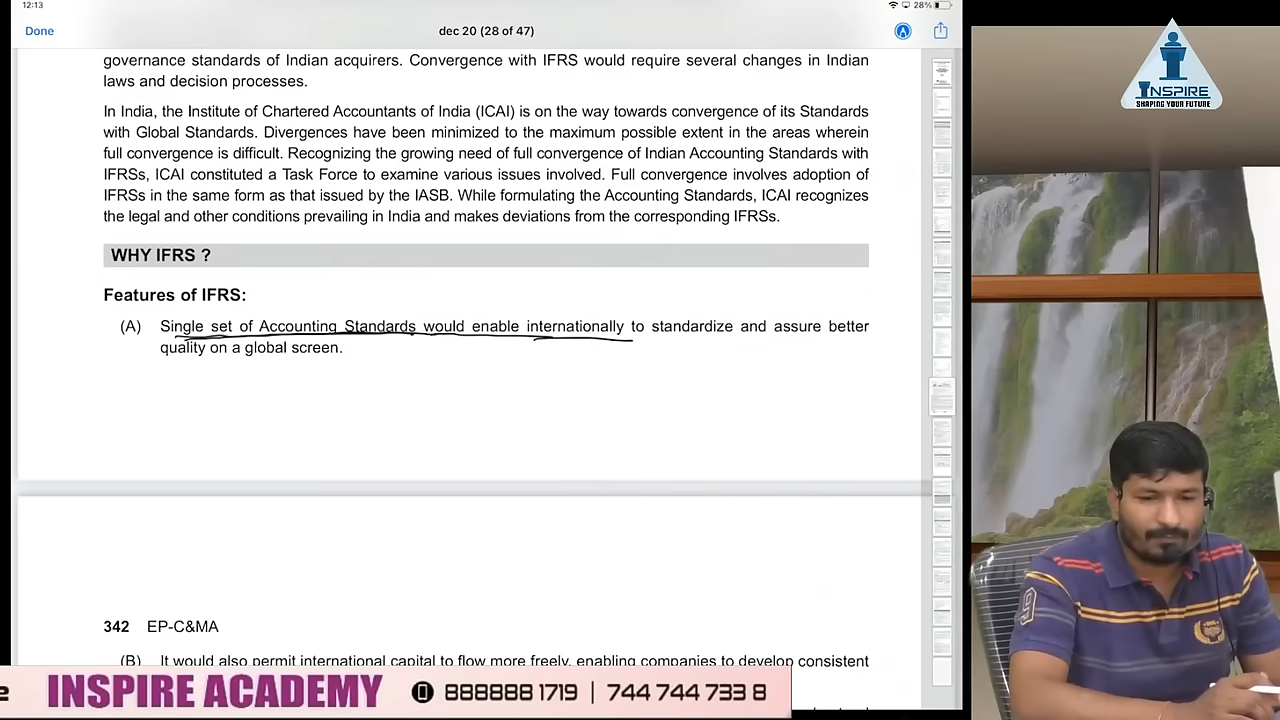 12:13
28%
Done
dec 20 (28 of 47)
governance standards of Indian acquirers. Convergence with IFRS would require several changes in Indian
laws and decision processes.
In India, the Institute of Chartered Accountants of India (ICAI) is on the way towards convergence of its Standards
with Global Standards. Divergences have been minimized to the maximum possible extent in the areas wherein
full convergence is difficult. Recognizing the growing need of full convergence of Indian Accounting Standards with
IFRSs, ICAI constituted a Task Force to examine various issues involved. Full convergence involves adoption of
IFRSs in the same form as that issued by the IASB. While formulating the Accounting Standards, ICAI recognizes
the legal and other conditions prevailing in India and makes deviations from the corresponding IFRSs.
WHY IFRS ?
Features of IFRS:
(A) Single set of Accounting Standards would enable internationally to standardize and assure better
quality on a global screen.
342 EP-C&MA
(B) It would also permit international capital to flow more freely, enabling companies to develop consistent
INSPIRE ACADEMY 888888 1719 | 744 744 733 8
INSPIRE
SHAPING YOUR FUTURE
9